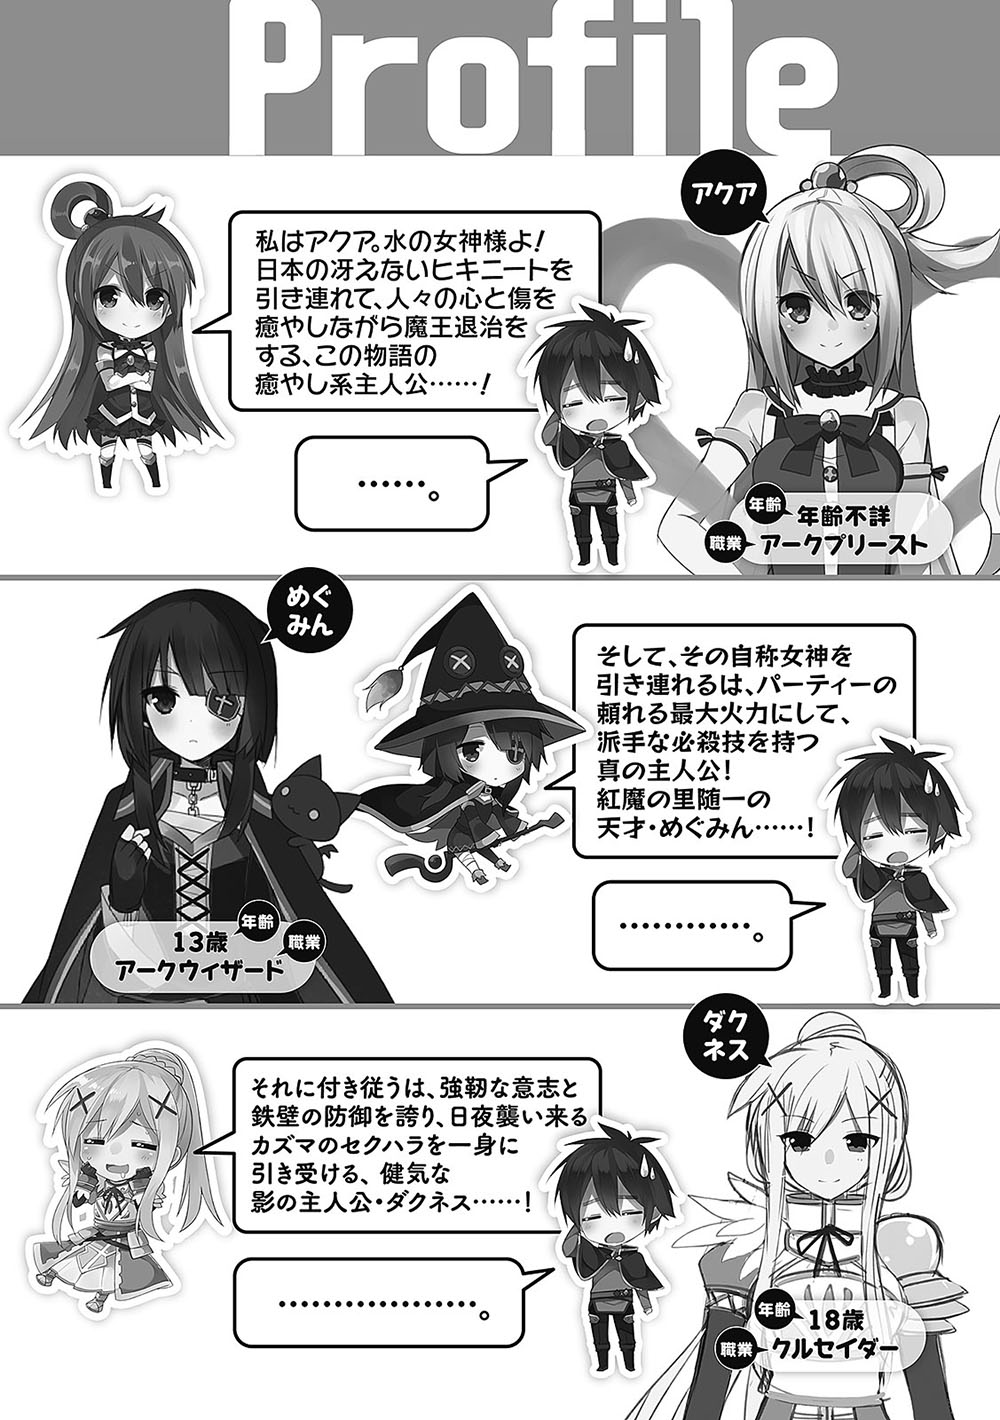 Profile
アクア
私はアクア。水の女神様よ！
日本の冴えないヒキニートを
引き連れて、人々の心と傷を
癒やしながら魔王退治を
する、この物語の
癒やし系主人公……！
……。
年齢
年齢不詳
職業
アークプリースト
めぐ
みん
そして、その自称女神を
引き連れるは、パーティーの
頼れる最大火力にして、
派手な必殺技を持つ
真の主人公！
紅魔の里随一の
天才・めぐみん……！
…………。
年齢
13歳
職業
アークウィザード
ダク
ネス
それに付き従うは、強靭な意志と
鉄壁の防御を誇り、日夜襲い来る
カズマのセクハラを一身に
引き受ける、健気な
影の主人公・ダクネス……！
………………。
年齢
18歳
職業
クルセイダー